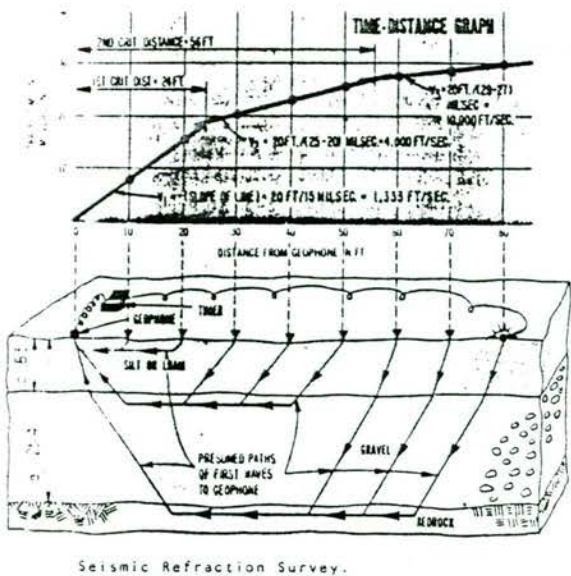 TIME-DISTANCE GRAPH
2ND CRIT DISTANCE=56 FT
1ST CRIT DIST= 24FT
V3=20FT./(29-27)
MILSEC =
10,000 FT/SEC.
V2 = 20 FT./(25-20) MILSEC=4,000 FT/SEC.
(SLOPE OF LINE)= 20 FT/15 MILSEC. = 1,333 FT/SEC.
0 10 20 30 40 50 60 70 80
DISTANCE FROM GEOPHONE IN FT
TIMER
GEOPHONE
SILT OR LOAM
PRESUMED PATHS
OF FIRST WAVES
TO GEOPHONE
GRAVEL
BEDROCK
Seismic Refraction Survey.